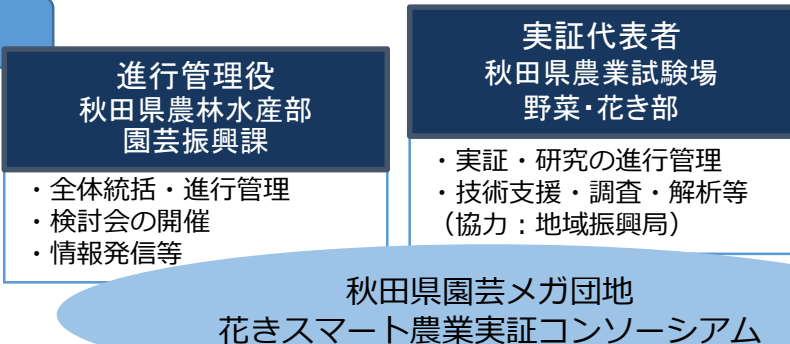 進行管理役
秋田県農林水産部
園芸振興課
・全体統括・進行管理
・検討会の開催
・情報発信等
実証代表者
秋田県農業試験場
野菜・花き部
・実証・研究の進行管理
・技術支援・調査・解析等
（協力：地域振興局）
秋田県園芸メガ団地
花きスマート農業実証コンソーシアム